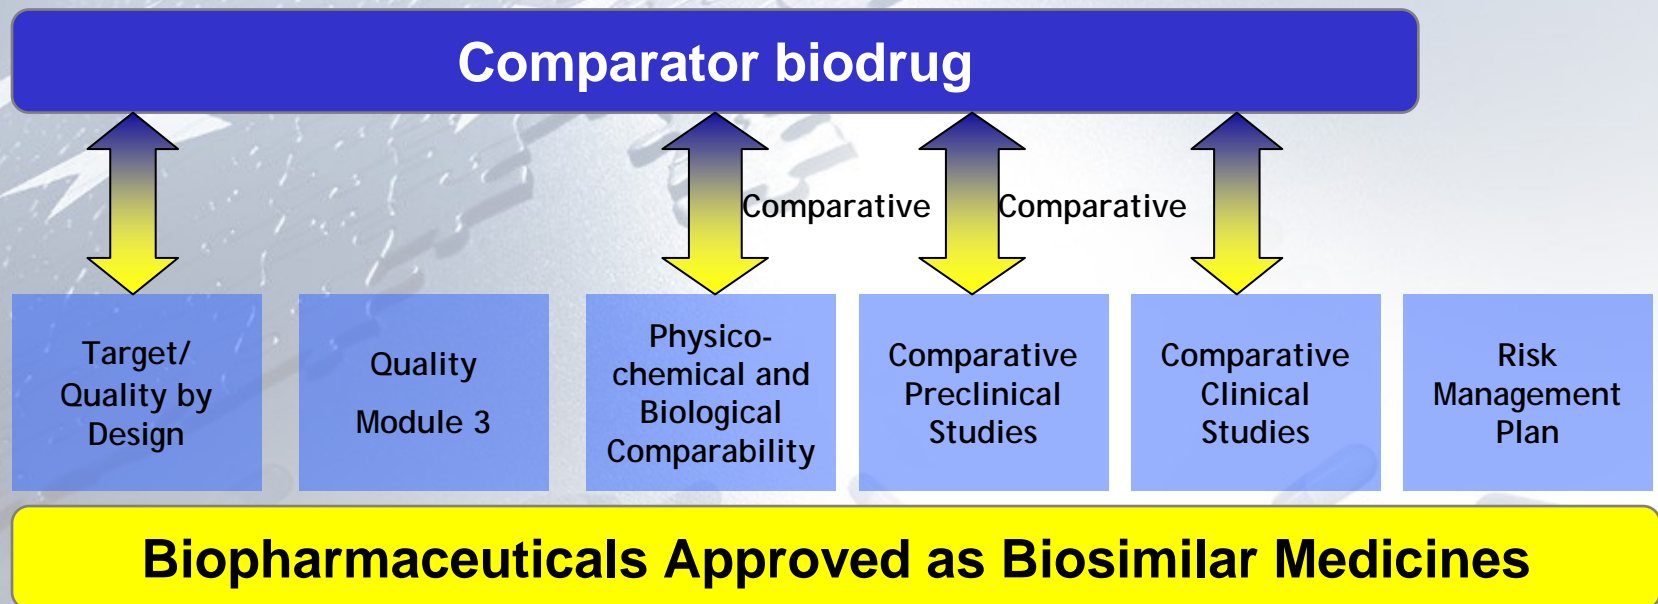 Comparator biodrug
Comparative
Comparative
Target/
Quality by
Design
Quality
Module 3
Physico-
chemical and
Biological
Comparability
Comparative
Preclinical
Studies
Comparative
Clinical
Studies
Risk
Management
Plan
Biopharmaceuticals Approved as Biosimilar Medicines